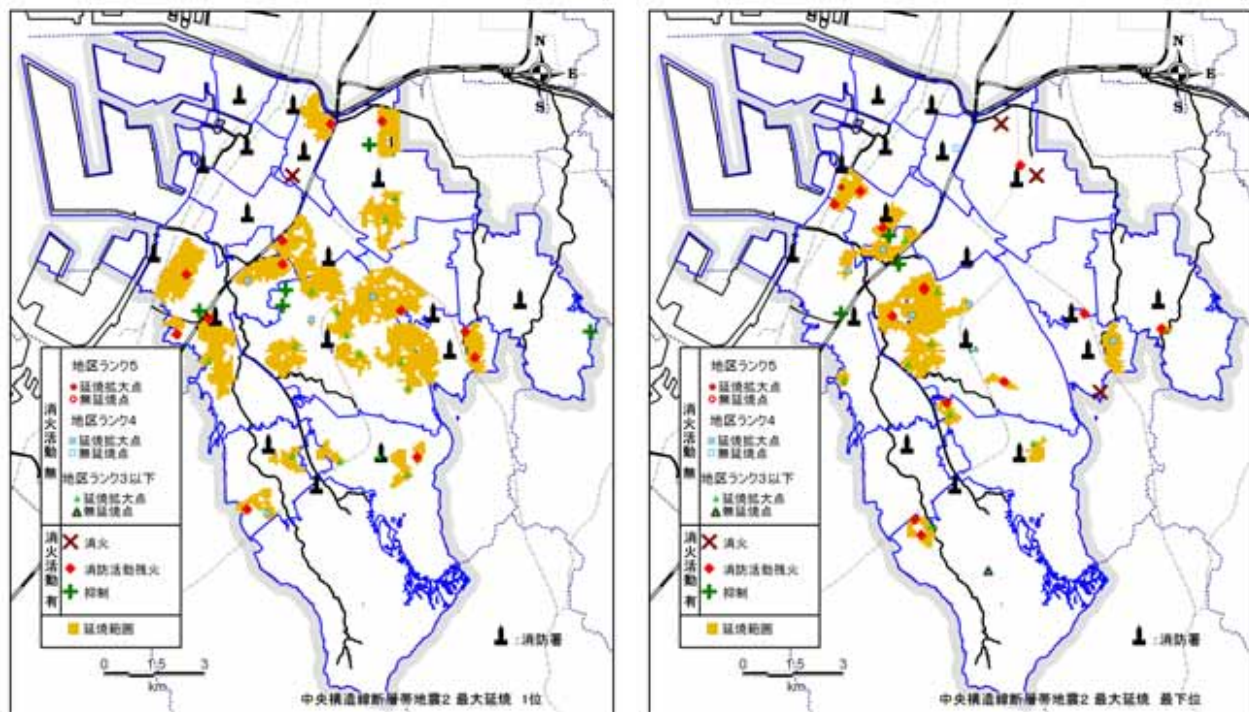 N
W E
S
地区ランク5
延焼拡大点
無延焼点
地区ランク4
延焼拡大点
無延焼点
地区ランク3以下
延焼拡大点
無延焼点
消火活動 無
消火
消防活動残火
抑制
消火活動 有
延焼範囲
:消防署
0 1.5 3
km
中央構造線断層帯地震2 最大延焼 1位
N
W E
S
地区ランク5
延焼拡大点
無延焼点
地区ランク4
延焼拡大点
無延焼点
地区ランク3以下
延焼拡大点
無延焼点
消火活動 無
消火
消防活動残火
抑制
消火活動 有
延焼範囲
:消防署
0 1.5 3
km
中央構造線断層帯地震2 最大延焼 最下位